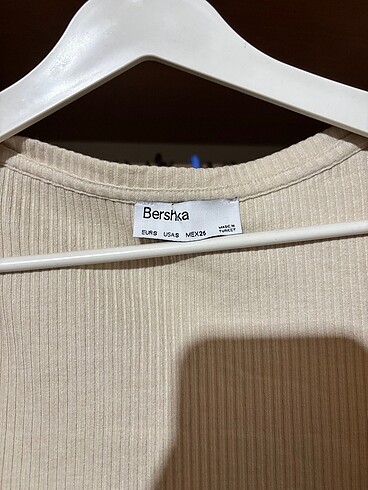 Bershka
EUR S USA S MEX 26
MADE IN
TURKEY